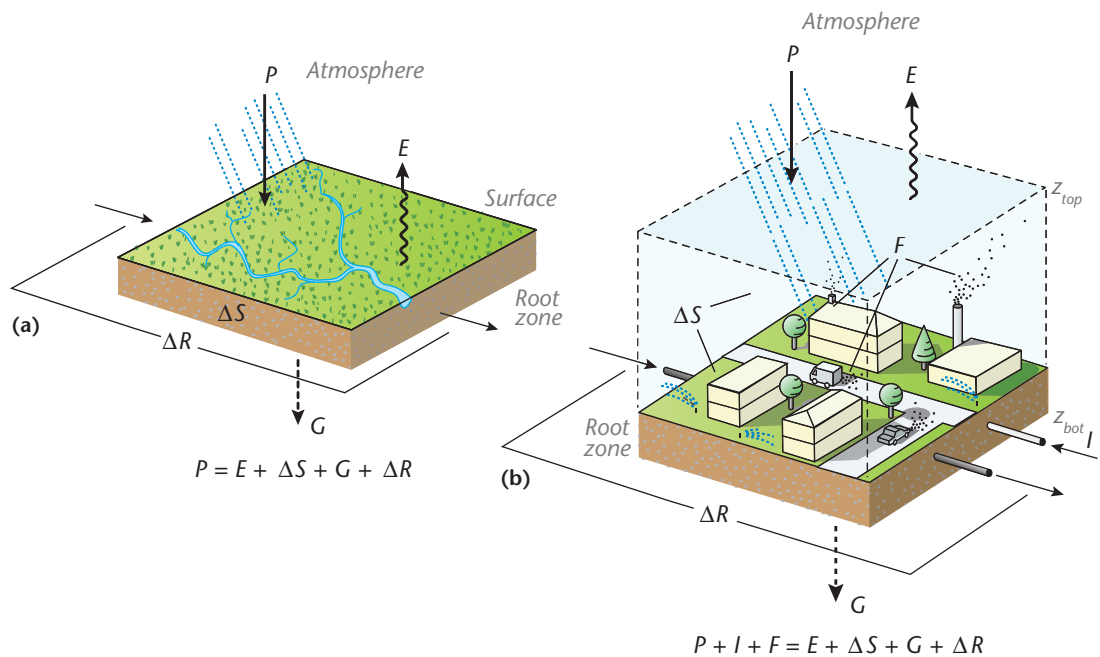 Atmosphere
P
E
Surface
Root
zone
ΔS
ΔR
(a)
G
P = E + ΔS + G + ΔR
Atmosphere
P
E
z_top
F
ΔS
Root
zone
z_bot
I
(b)
ΔR
G
P + I + F = E + ΔS + G + ΔR